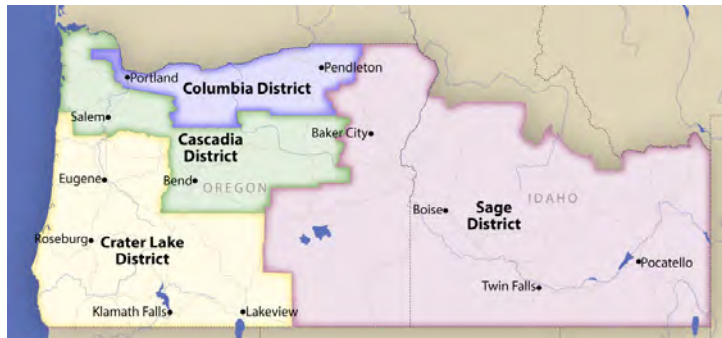 Portland
Pendleton
Columbia District
Salem
Cascadia
District
Baker City
Eugene
Bend
OREGON
IDAHO
Boise
Sage
District
Roseburg
Crater Lake
District
Pocatello
Twin Falls
Klamath Falls
Lakeview